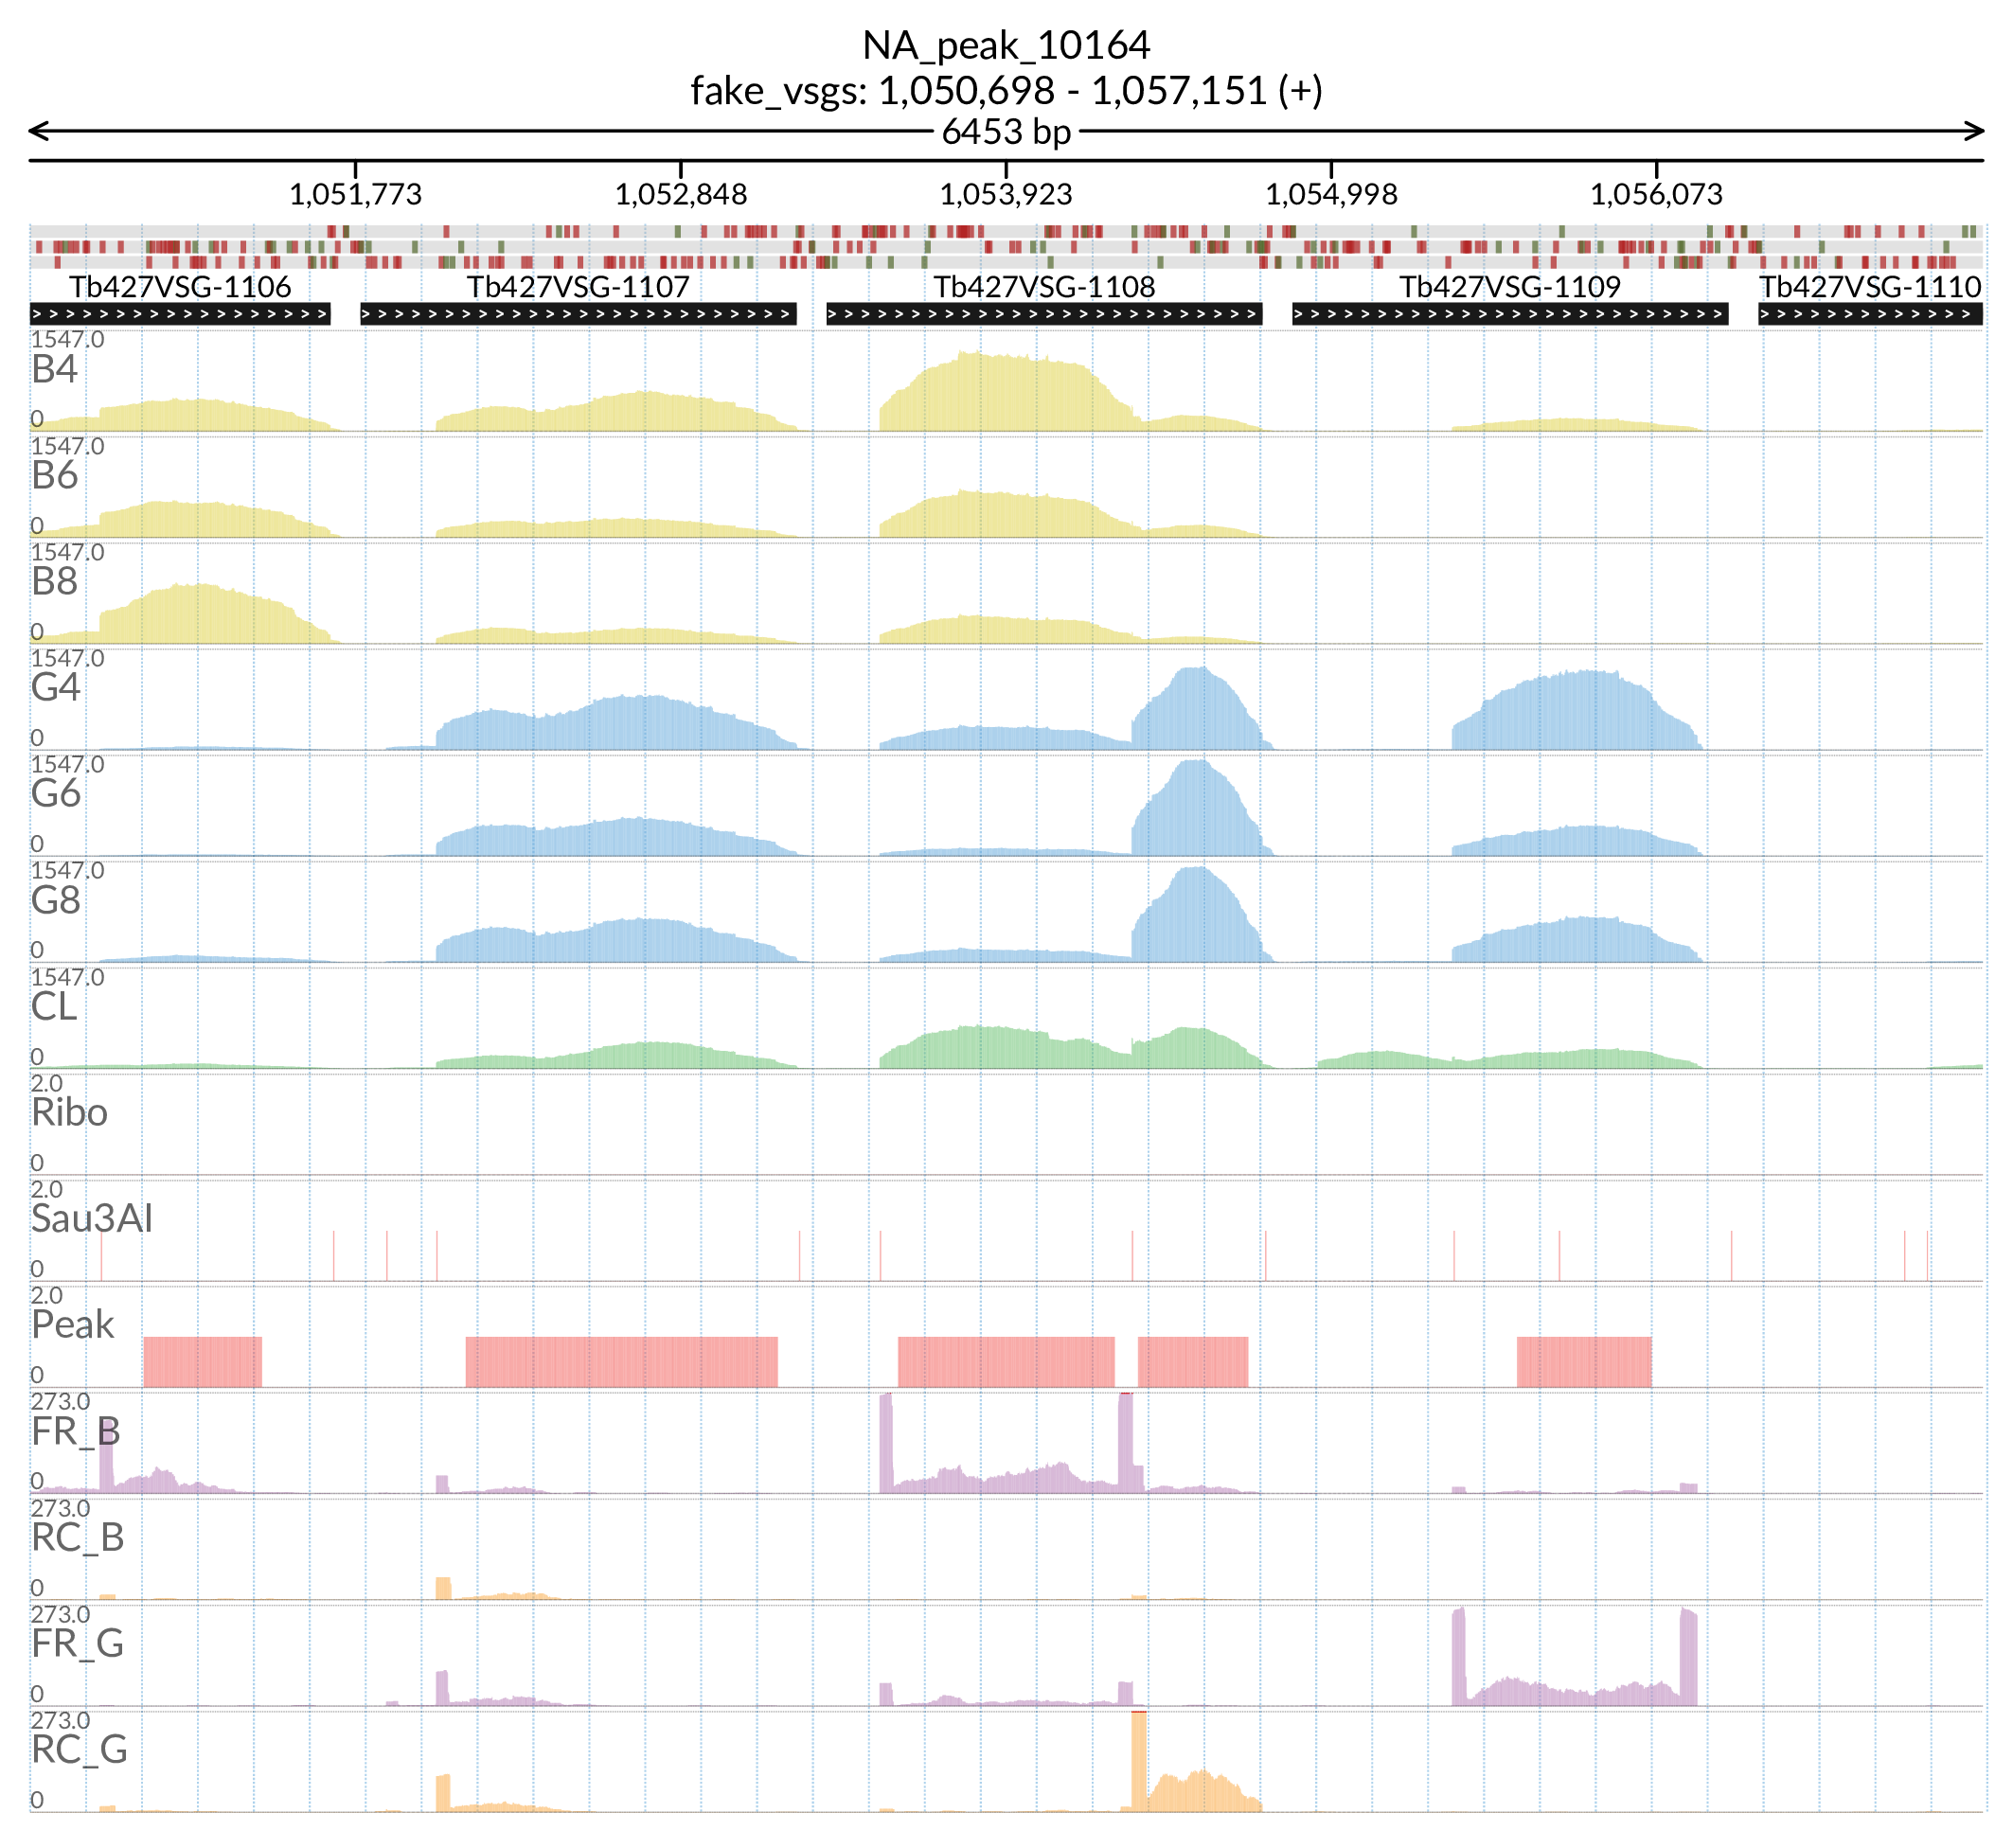 NA_peak_10164
fake_vsgs: 1,050,698 - 1,057,151 (+)
6453 bp
1,051,773 1,052,848 1,053,923 1,054,998 1,056,073
Tb427VSG-1106 Tb427VSG-1107 Tb427VSG-1108 Tb427VSG-1109 Tb427VSG-1110
1547.0
B4
0
1547.0
B6
0
1547.0
B8
0
1547.0
G4
0
1547.0
G6
0
1547.0
G8
0
1547.0
CL
0
2.0
Ribo
0
2.0
Sau3AI
0
2.0
Peak
0
273.0
FR_B
0
273.0
RC_B
0
273.0
FR_G
0
273.0
RC_G
0